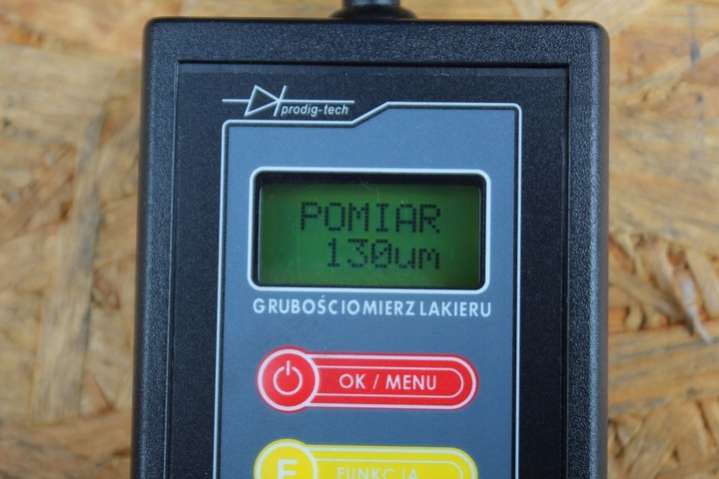 prodig-tech
POMIAR
130um
GRUBOŚCIOMIERZ LAKIERU
OK / MENU
F
FUNKCJA